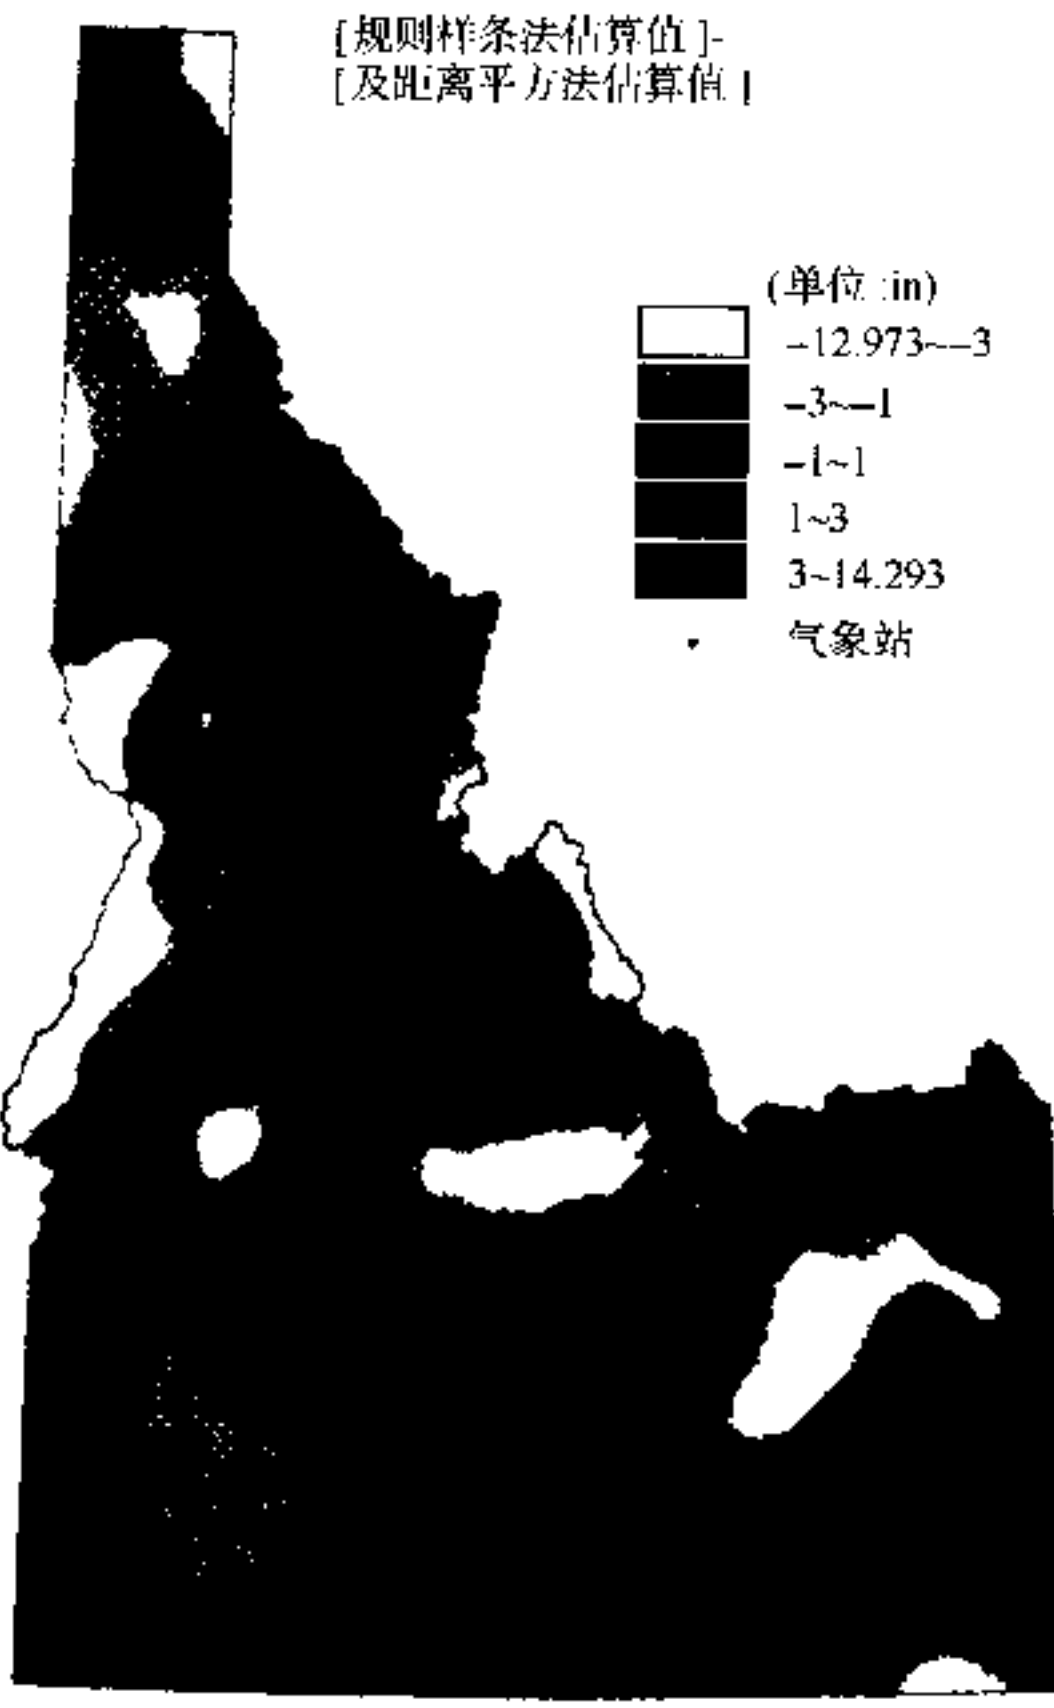 [规则样条法估算值]-
[及距离平方法估算值]
(单位:in)
-12.973~-3
-3~-1
-1~1
1~3
3~14.293
气象站